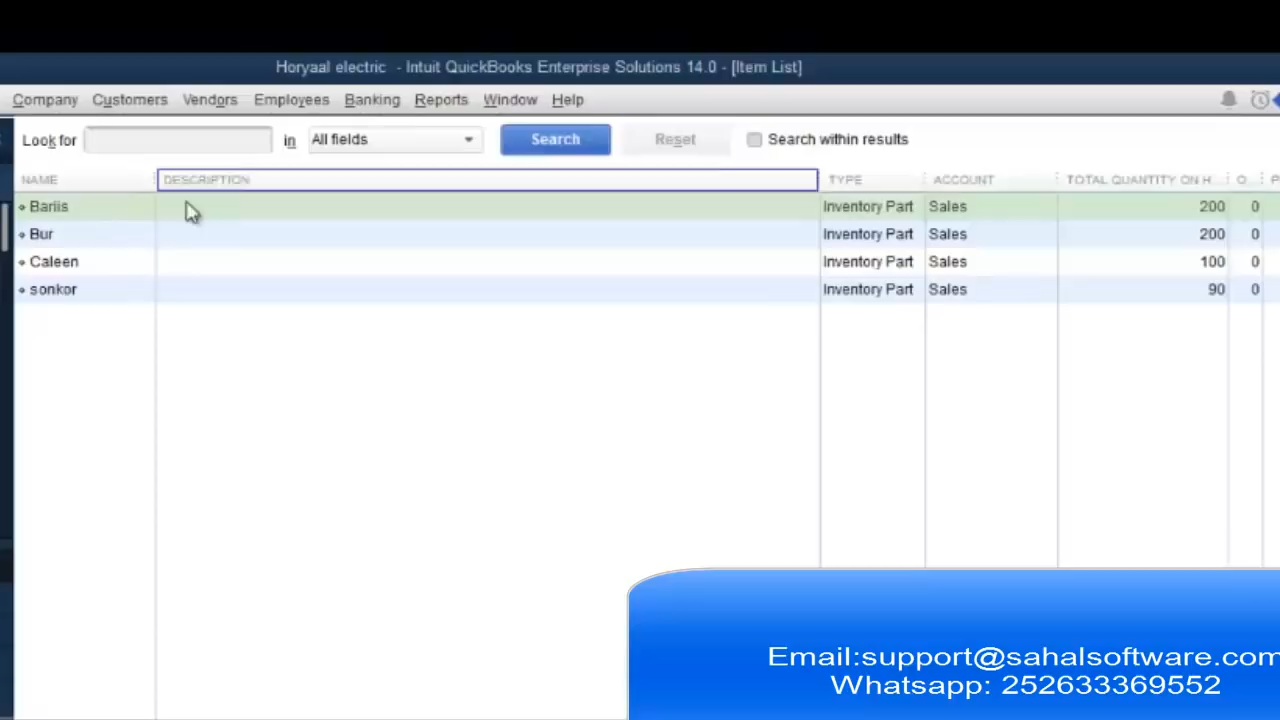 Horyaal electric - Intuit QuickBooks Enterprise Solutions 14.0 - [Item List]
Company Customers Vendors Employees Banking Reports Window Help
Look for in All fields Search Reset Search within results
NAME DESCRIPTION TYPE ACCOUNT TOTAL QUANTITY ON H... O... P
Bariis Inventory Part Sales 200 0
Bur Inventory Part Sales 200 0
Caleen Inventory Part Sales 100 0
sonkor Inventory Part Sales 90 0
Email:support@sahalsoftware.com
Whatsapp: 252633369552